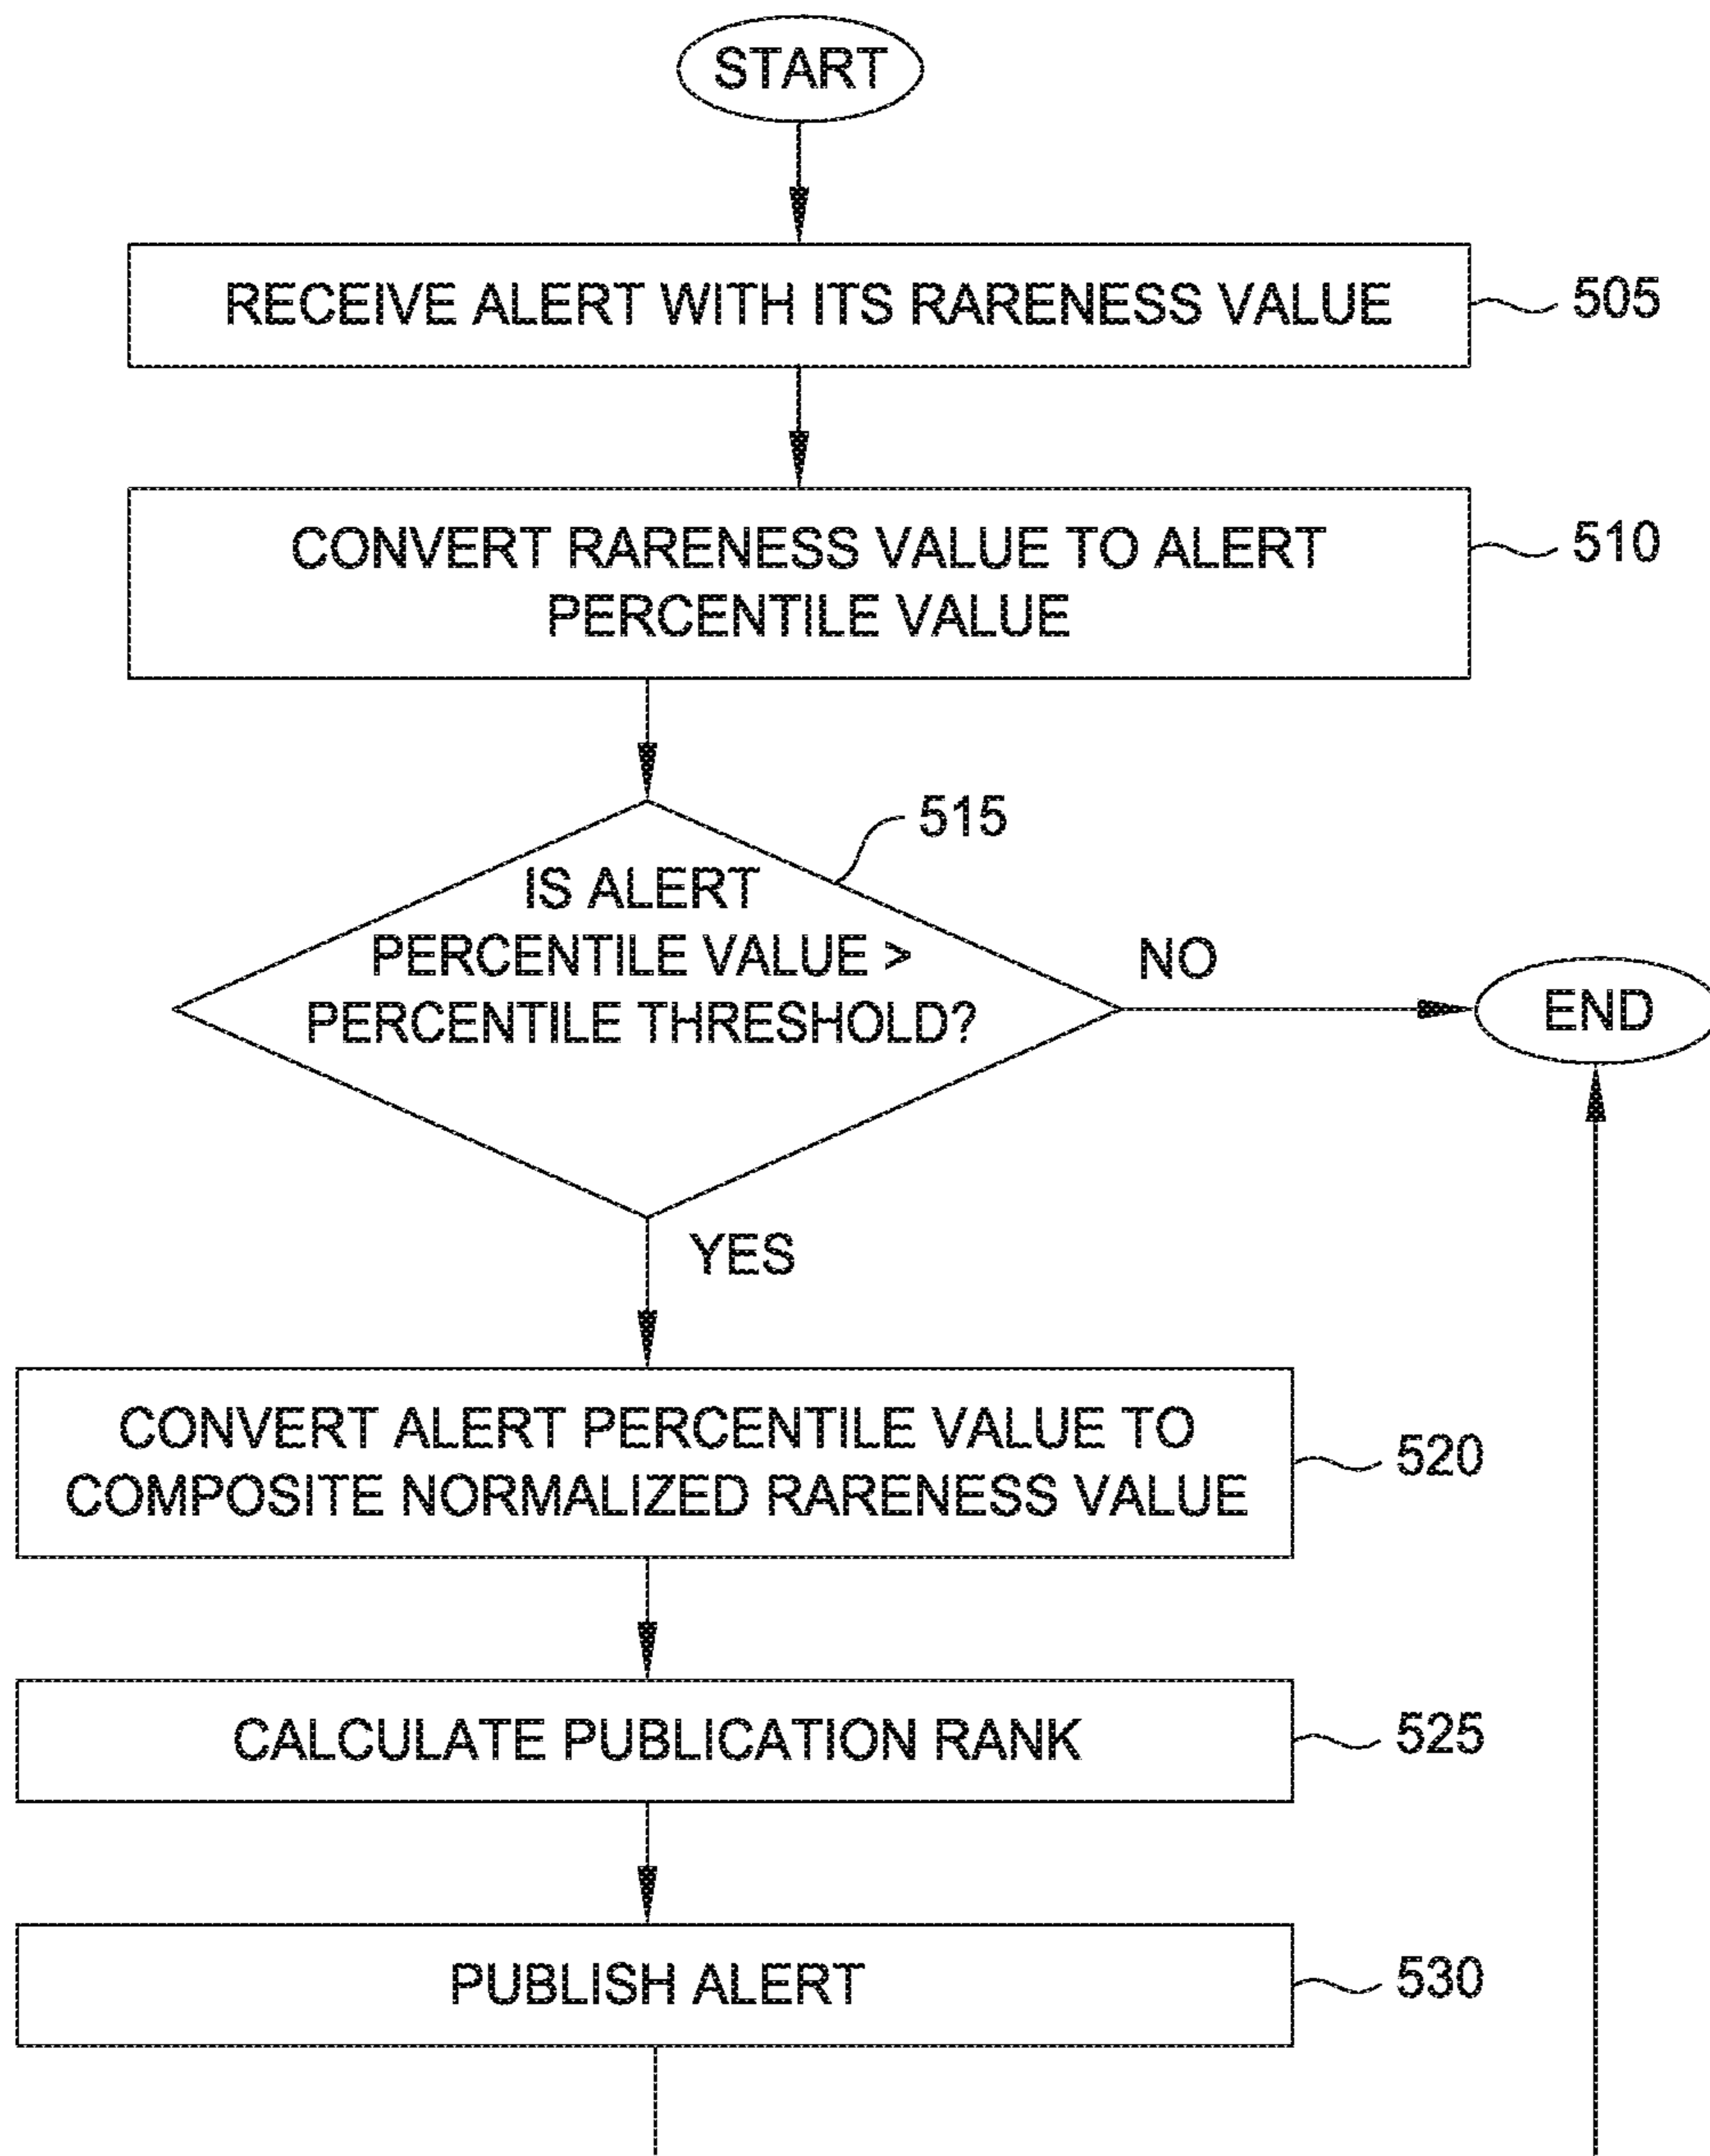 START
RECEIVE ALERT WITH ITS RARENESS VALUE
505
CONVERT RARENESS VALUE TO ALERT
PERCENTILE VALUE
510
515
IS ALERT
PERCENTILE VALUE >
PERCENTILE THRESHOLD?
NO
END
YES
CONVERT ALERT PERCENTILE VALUE TO
COMPOSITE NORMALIZED RARENESS VALUE
520
CALCULATE PUBLICATION RANK
525
PUBLISH ALERT
530